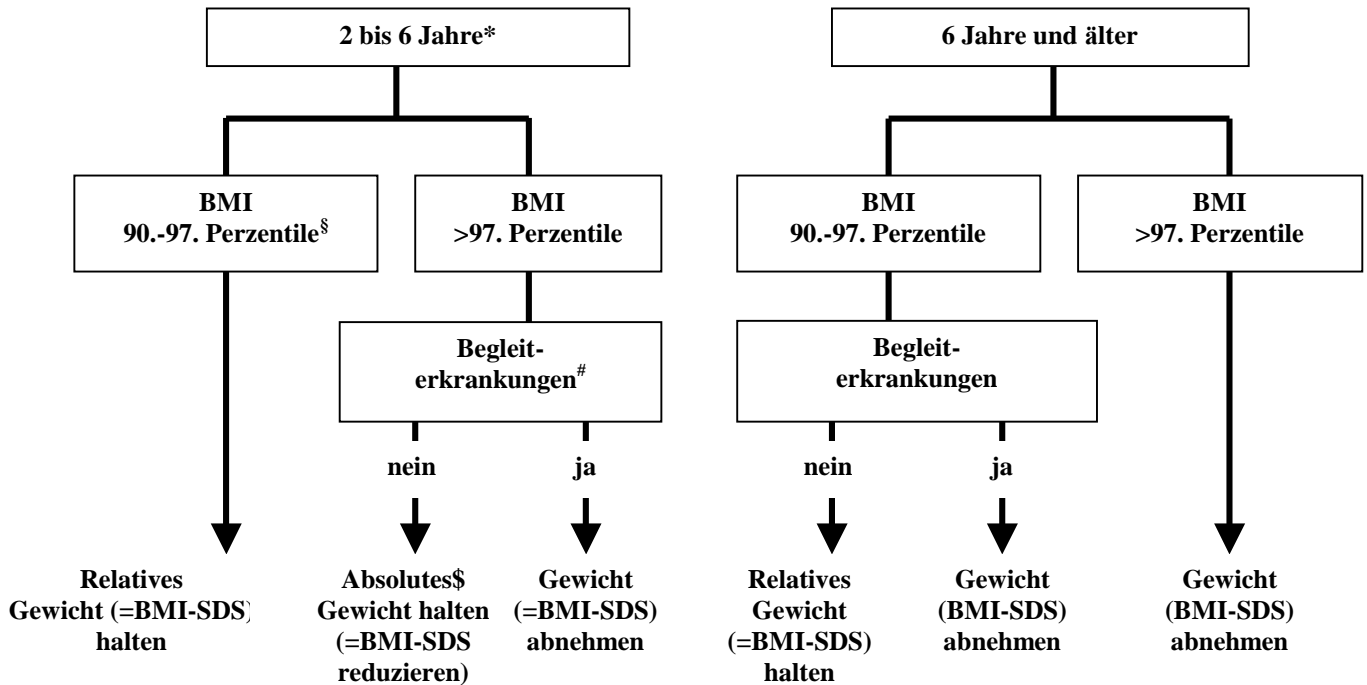 2 bis 6 Jahre*
6 Jahre und älter
BMI
90.-97. Perzentile§
BMI
>97. Perzentile
BMI
90.-97. Perzentile
BMI
>97. Perzentile
Begleit-
erkrankungen#
Begleit-
erkrankungen
nein
ja
nein
ja
Relatives
Gewicht (=BMI-SDS)
halten
Absolutes$
Gewicht halten
(=BMI-SDS
reduzieren)
Gewicht
(=BMI-SDS)
abnehmen
Relatives
Gewicht
(=BMI-SDS)
halten
Gewicht
(BMI-SDS)
abnehmen
Gewicht
(BMI-SDS)
abnehmen